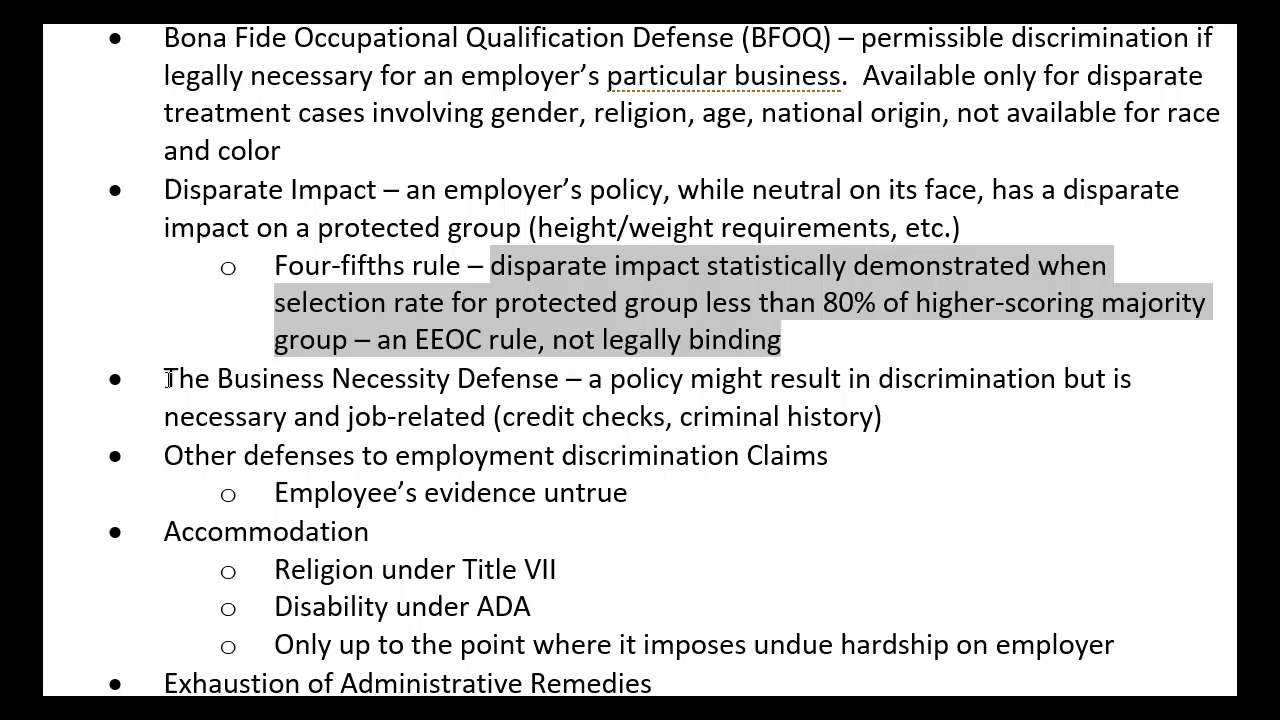 • Bona Fide Occupational Qualification Defense (BFOQ) – permissible discrimination if
legally necessary for an employer’s particular business.  Available only for disparate
treatment cases involving gender, religion, age, national origin, not available for race
and color
• Disparate Impact – an employer’s policy, while neutral on its face, has a disparate
impact on a protected group (height/weight requirements, etc.)
o Four-fifths rule – disparate impact statistically demonstrated when
selection rate for protected group less than 80% of higher-scoring majority
group – an EEOC rule, not legally binding
• The Business Necessity Defense – a policy might result in discrimination but is
necessary and job-related (credit checks, criminal history)
• Other defenses to employment discrimination Claims
o Employee’s evidence untrue
• Accommodation
o Religion under Title VII
o Disability under ADA
o Only up to the point where it imposes undue hardship on employer
• Exhaustion of Administrative Remedies